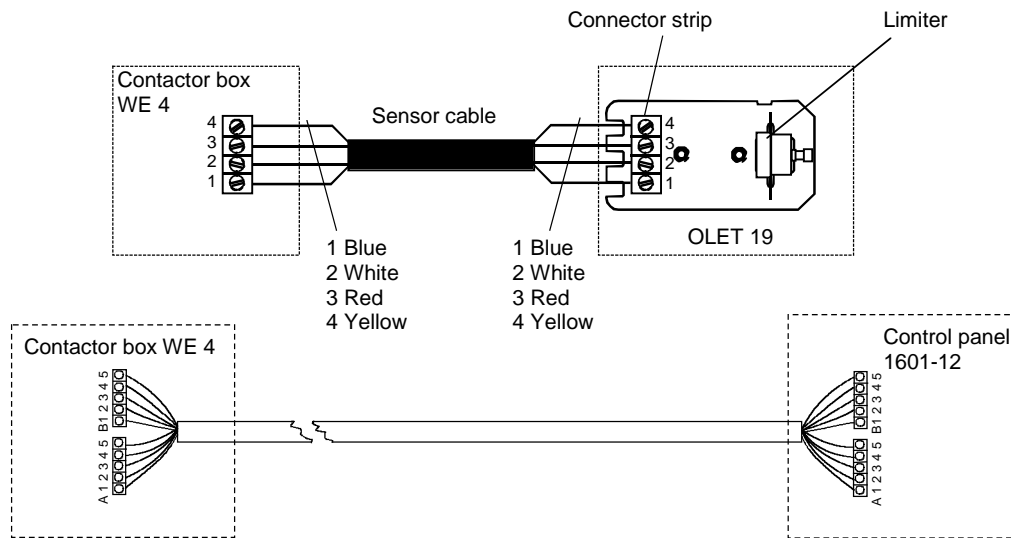 Connector strip
Limiter
Contactor box
WE 4
Sensor cable
4
3
2
1
4
3
2
1
OLET 19
1 Blue
2 White
3 Red
4 Yellow
1 Blue
2 White
3 Red
4 Yellow
Contactor box WE 4
Control panel
1601-12
B1 2 3 4 5
A 1 2 3 4 5
B1 2 3 4 5
A 1 2 3 4 5